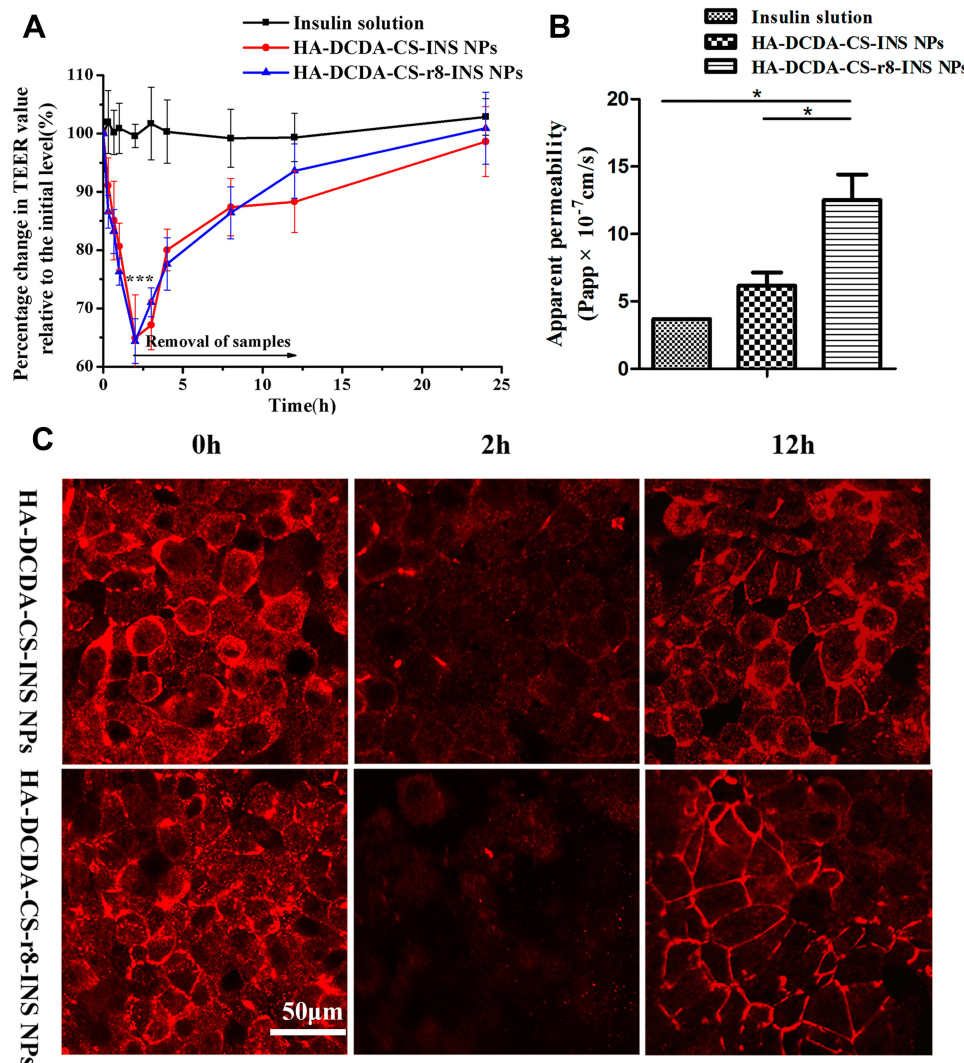 A
Insulin solution
HA-DCDA-CS-INS NPs
HA-DCDA-CS-r8-INS NPs
Percentage change in TEER value
relative to the initial level(%)
110
100
90
80
70
60
***
Removal of samples
0
5
10
15
20
25
Time(h)
B
Insulin slution
HA-DCDA-CS-INS NPs
HA-DCDA-CS-r8-INS NPs
Apparent permeability
(Papp × 10⁻⁷cm/s)
20
15
10
5
0
*
*
C
0h
2h
12h
HA-DCDA-CS-INS NPs
HA-DCDA-CS-r8-INS NPs
50μm